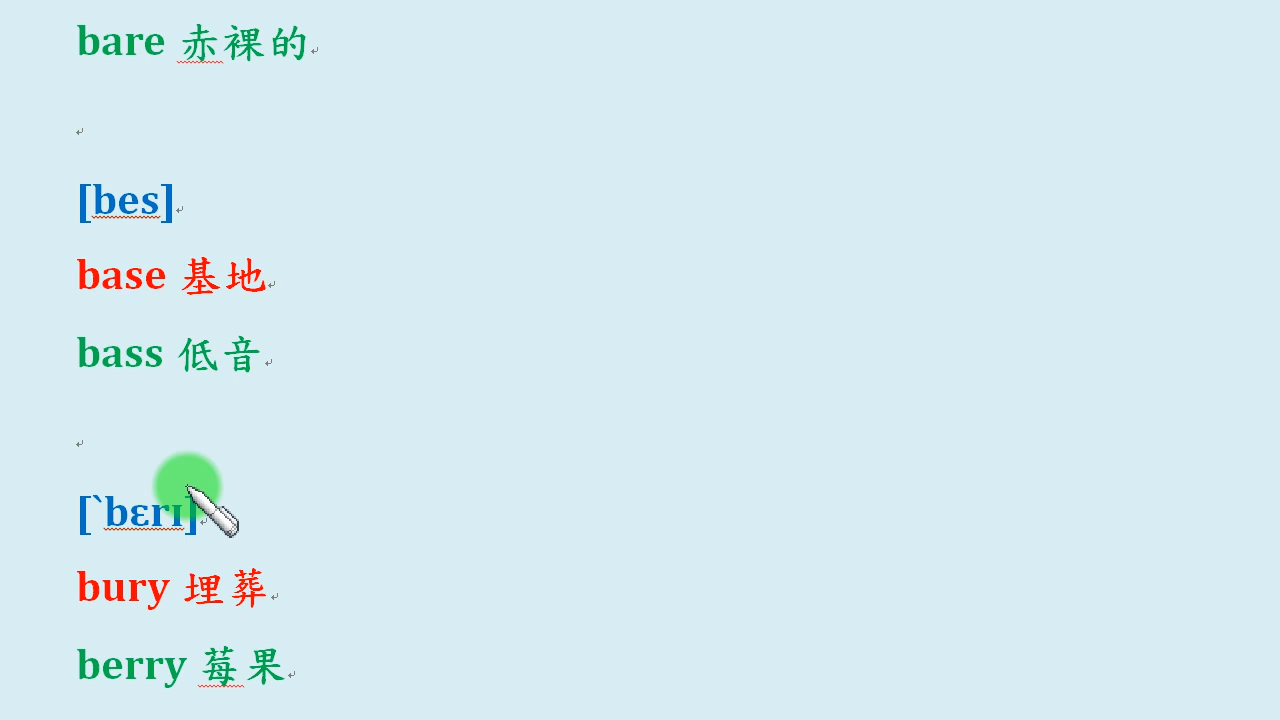 bare 赤裸的
[bes]
base 基地
bass 低音
[`bɛrɪ]
bury 埋葬
berry 莓果